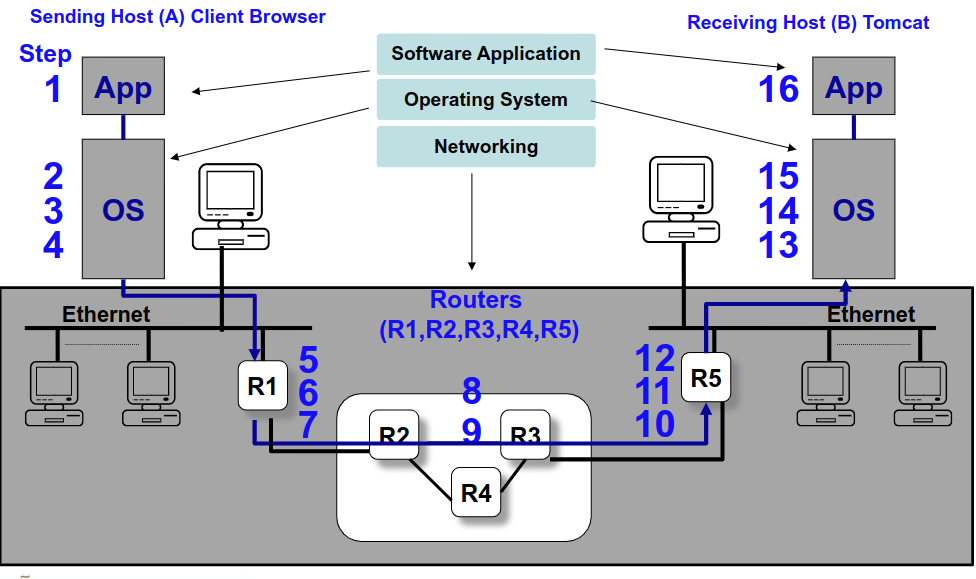 Sending Host (A) Client Browser
Receiving Host (B) Tomcat
Step
1
App
Software Application
16
App
Operating System
Networking
2
3
4
OS
15
14
13
OS
Ethernet
Routers
(R1,R2,R3,R4,R5)
Ethernet
R1
5
6
7
8
9
R2
R3
R4
12
11
10
R5
~